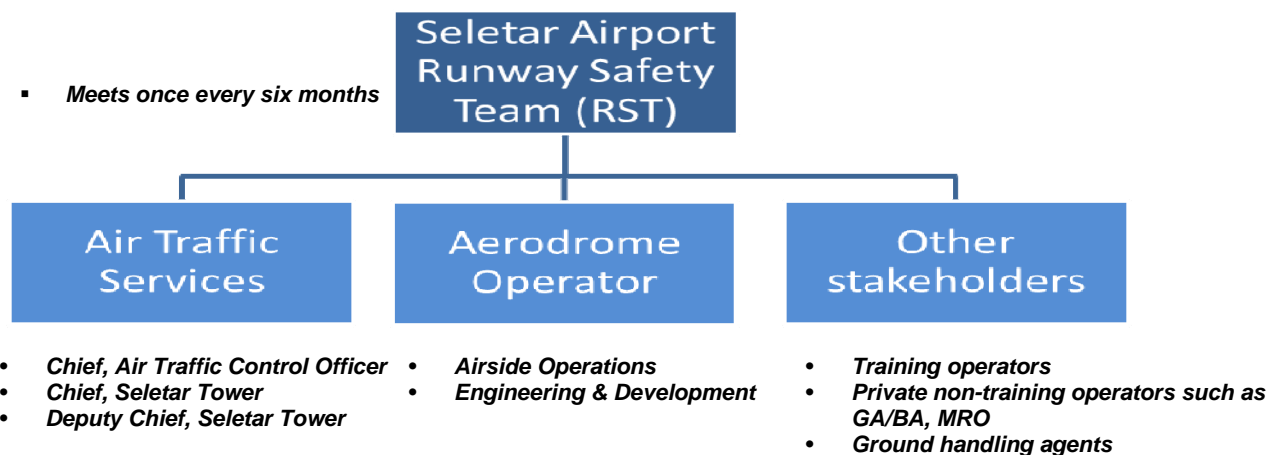 Seletar Airport
Runway Safety
Team (RST)
▪ Meets once every six months
Air Traffic
Services
Aerodrome
Operator
Other
stakeholders
• Chief, Air Traffic Control Officer
• Chief, Seletar Tower
• Deputy Chief, Seletar Tower
• Airside Operations
• Engineering & Development
• Training operators
• Private non-training operators such as
GA/BA, MRO
• Ground handling agents